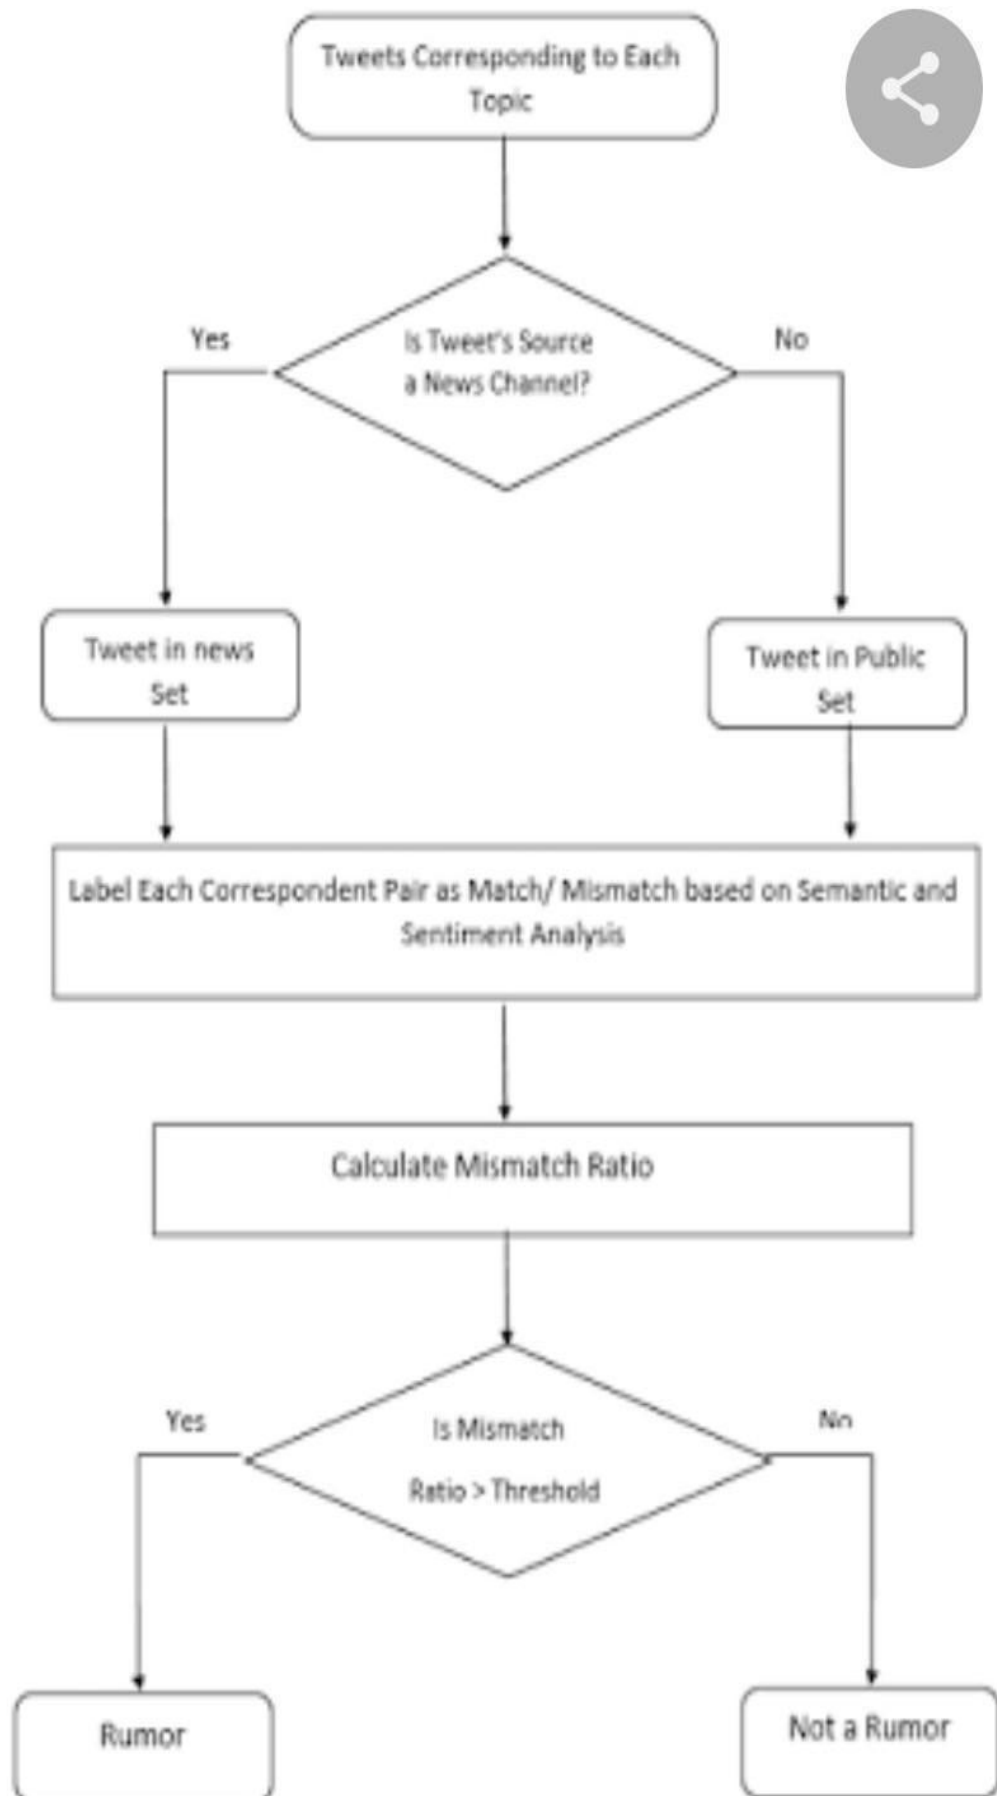 Tweets Corresponding to Each
Topic
Is Tweet's Source
a News Channel?
Yes
No
Tweet in news
Set
Tweet in Public
Set
Label Each Correspondent Pair as Match/ Mismatch based on Semantic and
Sentiment Analysis
Calculate Mismatch Ratio
Is Mismatch
Ratio > Threshold
Yes
No
Rumor
Not a Rumor